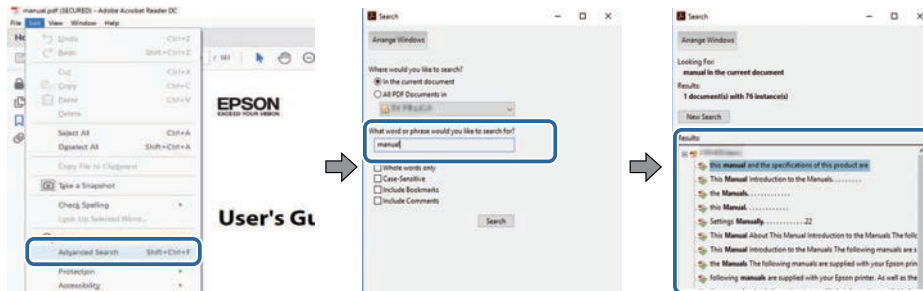 manual.pdf (SECURED) - Adobe Acrobat Reader DC
File Edit View Window Help
Undo Ctrl+Z
Shift+Ctrl+Z
Cut Ctrl+X
Copy Ctrl+C
Ctrl+V
Delete
Select All Ctrl+A
Deselect All Shift+Ctrl+A
Copy File to Clipboard
Take a Snapshot
Check Spelling
Look Up Selected Word...
Advanced Search Shift+Ctrl+F
Protection
Accessibility
EPSON
EXCEED YOUR VISION
User's Gu
Search
Arrange Windows
Where would you like to search?
In the current document
All PDF Documents in
What word or phrase would you like to search for?
manual
Whole words only
Case-Sensitive
Include Bookmarks
Include Comments
Search
Search
Arrange Windows
Looking For:
manual in the current document
Results:
1 document(s) with 76 instance(s)
New Search
Results:
this manual and the specifications of this product are
This Manual Introduction to the Manuals.........
the Manuals.............
this Manual.............
Settings Manually.............22
This Manual About This Manual Introduction to the Manuals The follo
This Manual Introduction to the Manuals The following manuals are s
the Manuals The following manuals are supplied with your Epson prin
following manuals are supplied with your Epson printer. As well as the